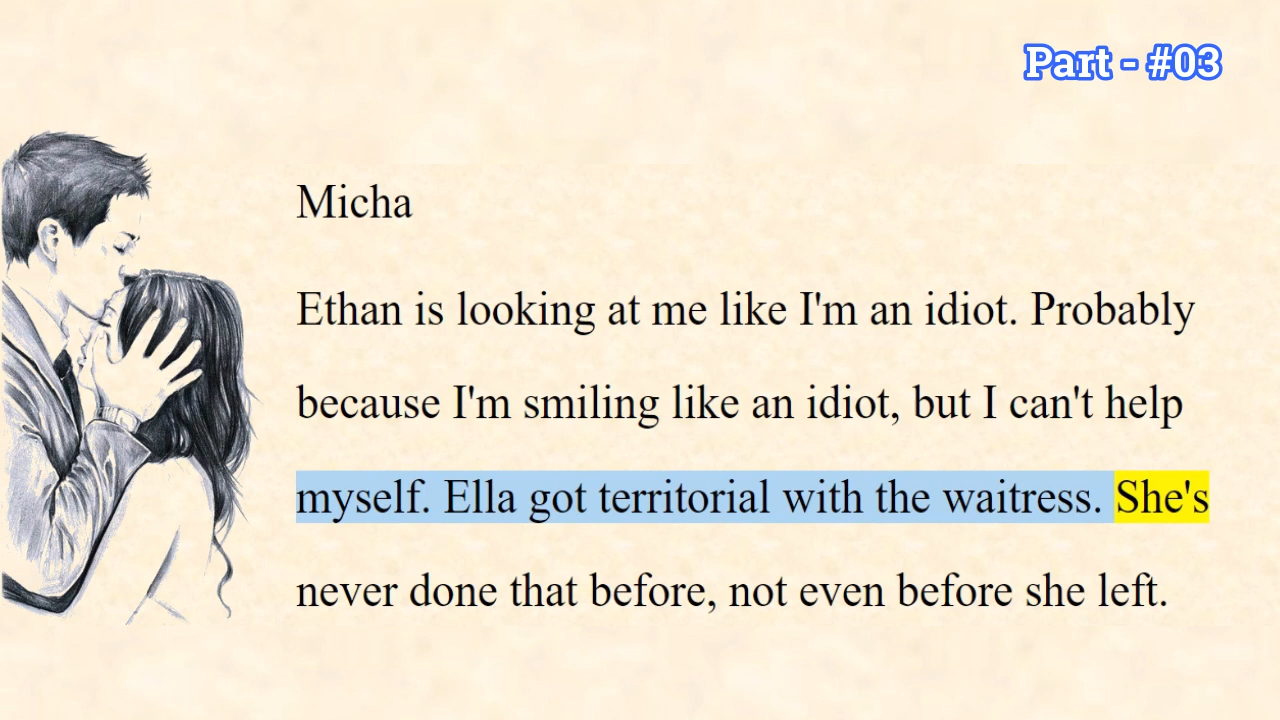 Part - #03
Micha
Ethan is looking at me like I'm an idiot. Probably
because I'm smiling like an idiot, but I can't help
myself. Ella got territorial with the waitress. She's
never done that before, not even before she left.